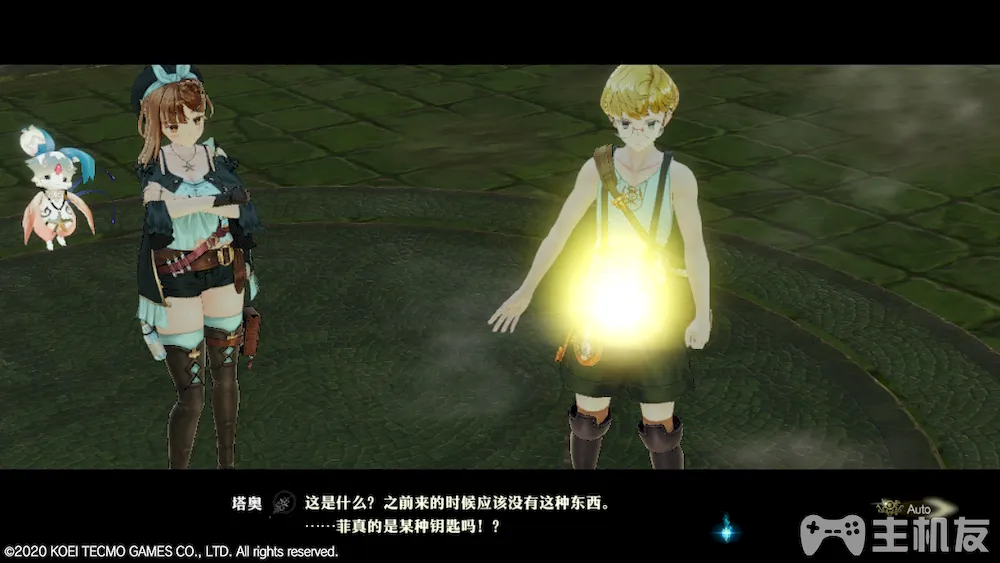 塔奥
这是什么？之前来的时候应该没有这种东西。
……菲真的是某种钥匙吗！？
Auto
主机友
©2020 KOEI TECMO GAMES CO., LTD. All rights reserved.